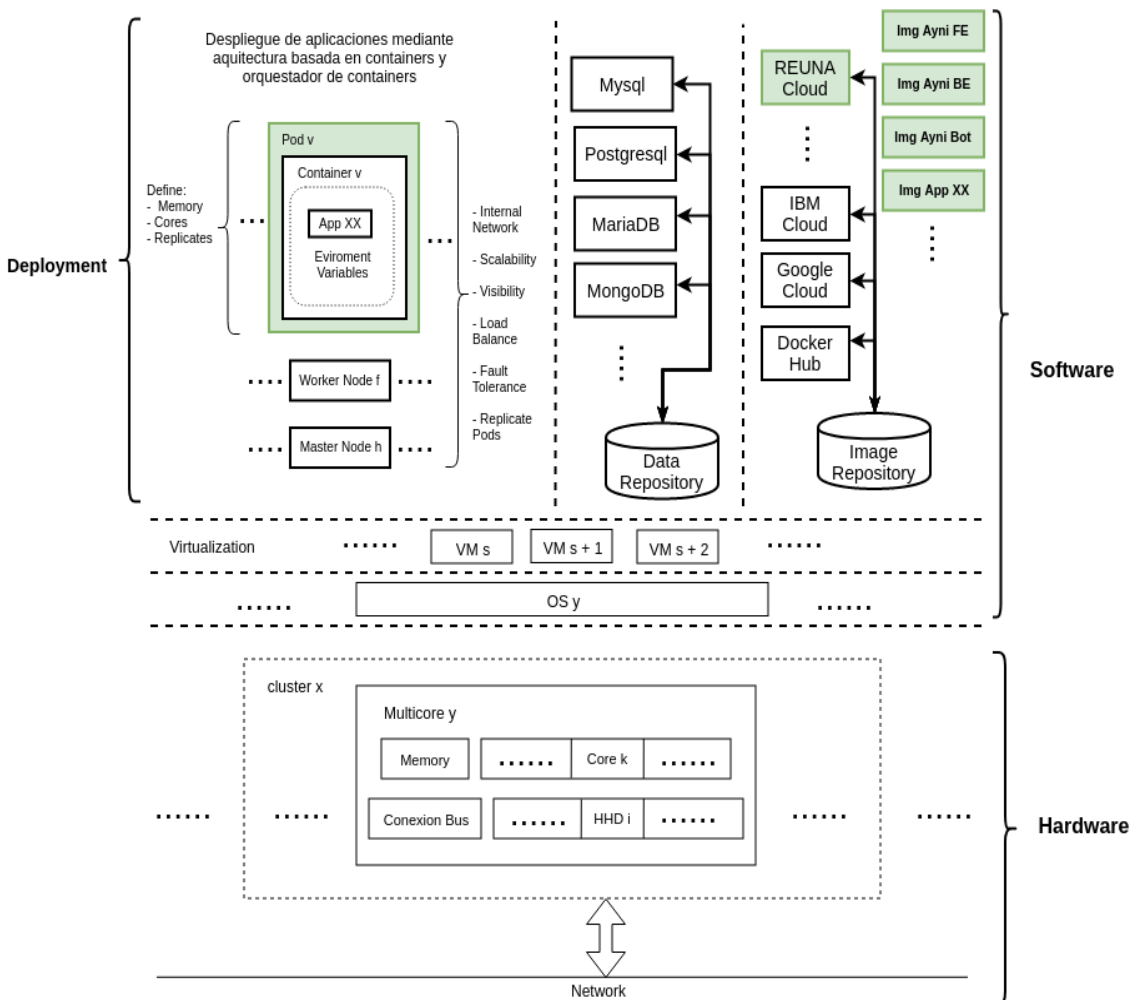 Despliegue de aplicaciones mediante
aquitectura basada en containers y
orquestador de containers
Deployment
Define:
- Memory
- Cores
- Replicates
Pod v
Container v
App XX
Eviroment
Variables
Worker Node f
Master Node h
- Internal
Network
- Scalability
- Visibility
- Load
Balance
- Fault
Tolerance
- Replicate
Pods
Mysql
Postgresql
MariaDB
MongoDB
Data
Repository
REUNA
Cloud
IBM
Cloud
Google
Cloud
Docker
Hub
Image
Repository
Img Ayni FE
Img Ayni BE
Img Ayni Bot
Img App XX
Software
Virtualization
VM s
VM s + 1
VM s + 2
OS y
cluster x
Multicore y
Memory
Core k
Conexion Bus
HHD i
Hardware
Network